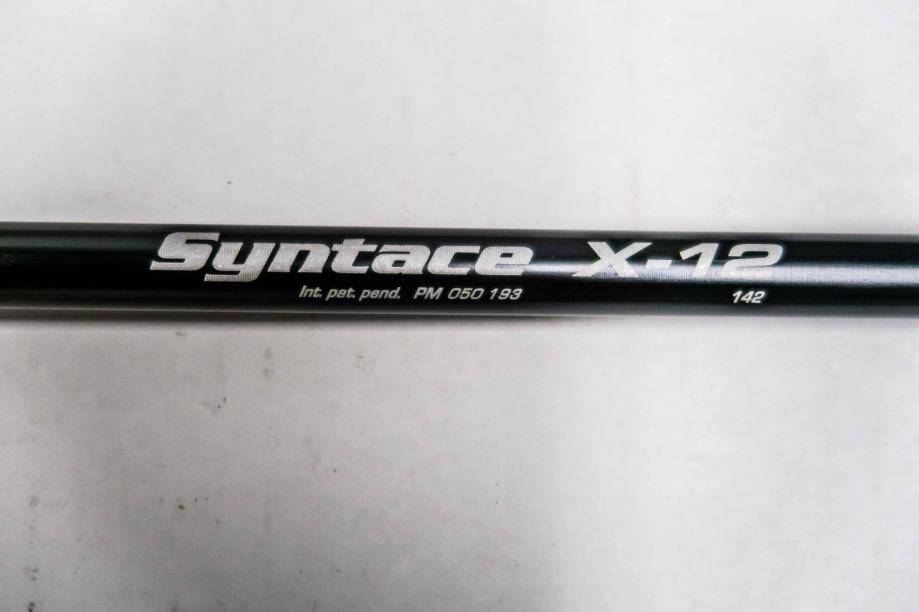 Syntace X-12
Int. pat. pend. PM 050 193 142